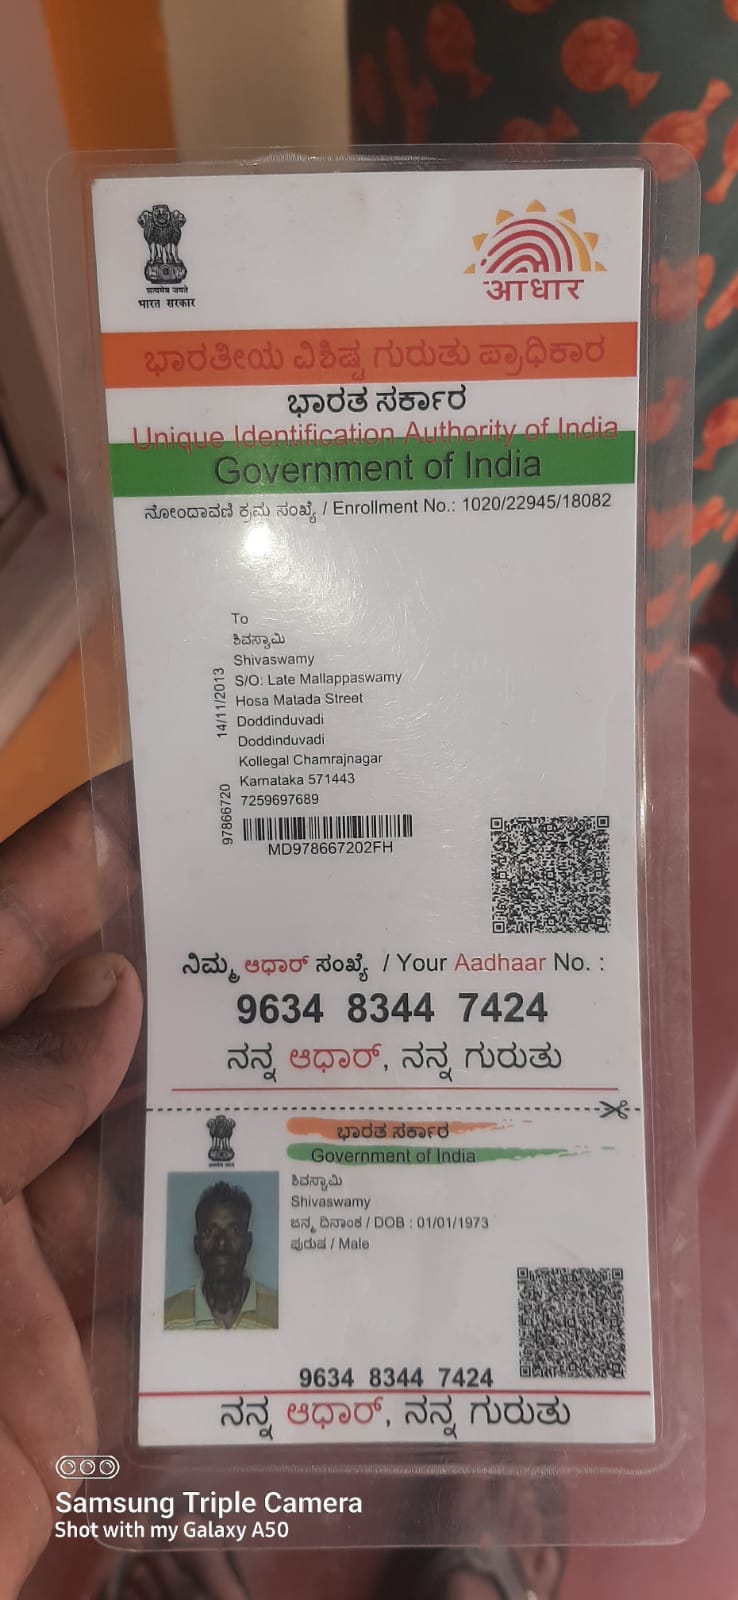 सत्यमेव जयते
भारत सरकार
आधार
ಭಾರತೀಯ ವಿಶಿಷ್ಟ ಗುರುತು ಪ್ರಾಧಿಕಾರ
ಭಾರತ ಸರ್ಕಾರ
Unique Identification Authority of India
Government of India
ನೋಂದಾವಣಿ ಕ್ರಮ ಸಂಖ್ಯೆ / Enrollment No.: 1020/22945/18082
To
ಶಿವಸ್ವಾಮಿ
Shivaswamy
S/O: Late Mallappaswamy
Hosa Matada Street
Doddinduvadi
Doddinduvadi
Kollegal Chamrajnagar
Karnataka 571443
7259697689
14/11/2013
97866720
MD978667202FH
ನಿಮ್ಮ ಆಧಾರ್ ಸಂಖ್ಯೆ / Your Aadhaar No. :
9634 8344 7424
ನನ್ನ ಆಧಾರ್, ನನ್ನ ಗುರುತು
ಭಾರತ ಸರ್ಕಾರ
Government of India
ಶಿವಸ್ವಾಮಿ
Shivaswamy
ಜನ್ಮ ದಿನಾಂಕ / DOB : 01/01/1973
ಪುರುಷ / Male
9634 8344 7424
ನನ್ನ ಆಧಾರ್, ನನ್ನ ಗುರುತು
Samsung Triple Camera
Shot with my Galaxy A50